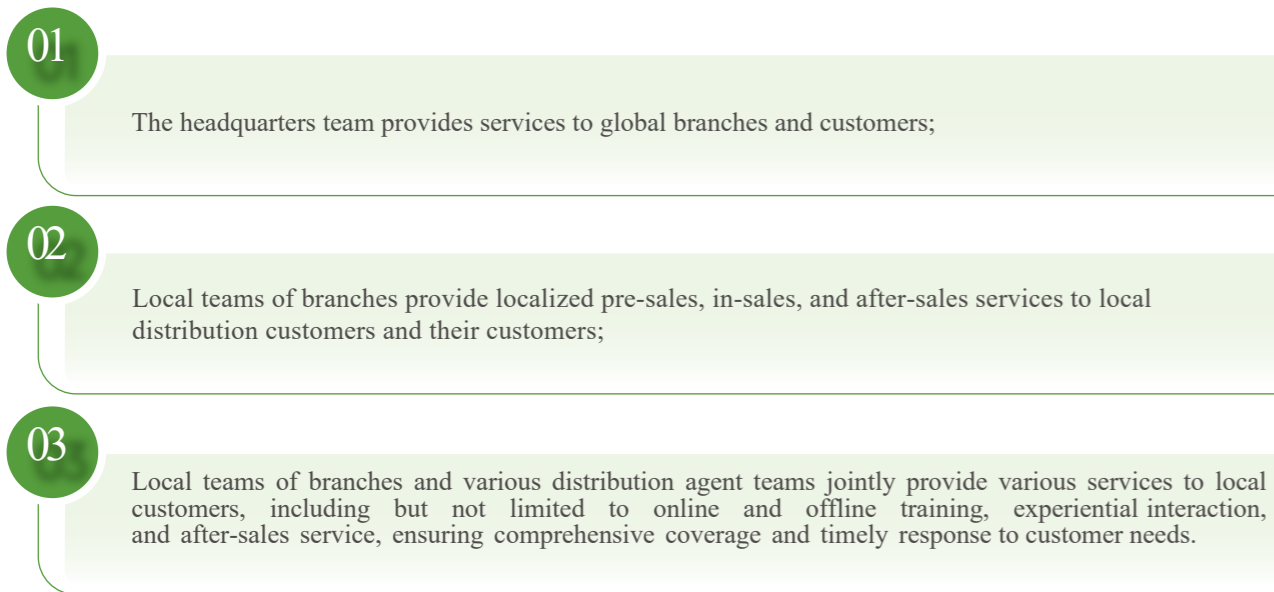 01
The headquarters team provides services to global branches and customers;
02
Local teams of branches provide localized pre-sales, in-sales, and after-sales services to local
distribution customers and their customers;
03
Local teams of branches and various distribution agent teams jointly provide various services to local
customers, including but not limited to online and offline training, experiential interaction,
and after-sales service, ensuring comprehensive coverage and timely response to customer needs.